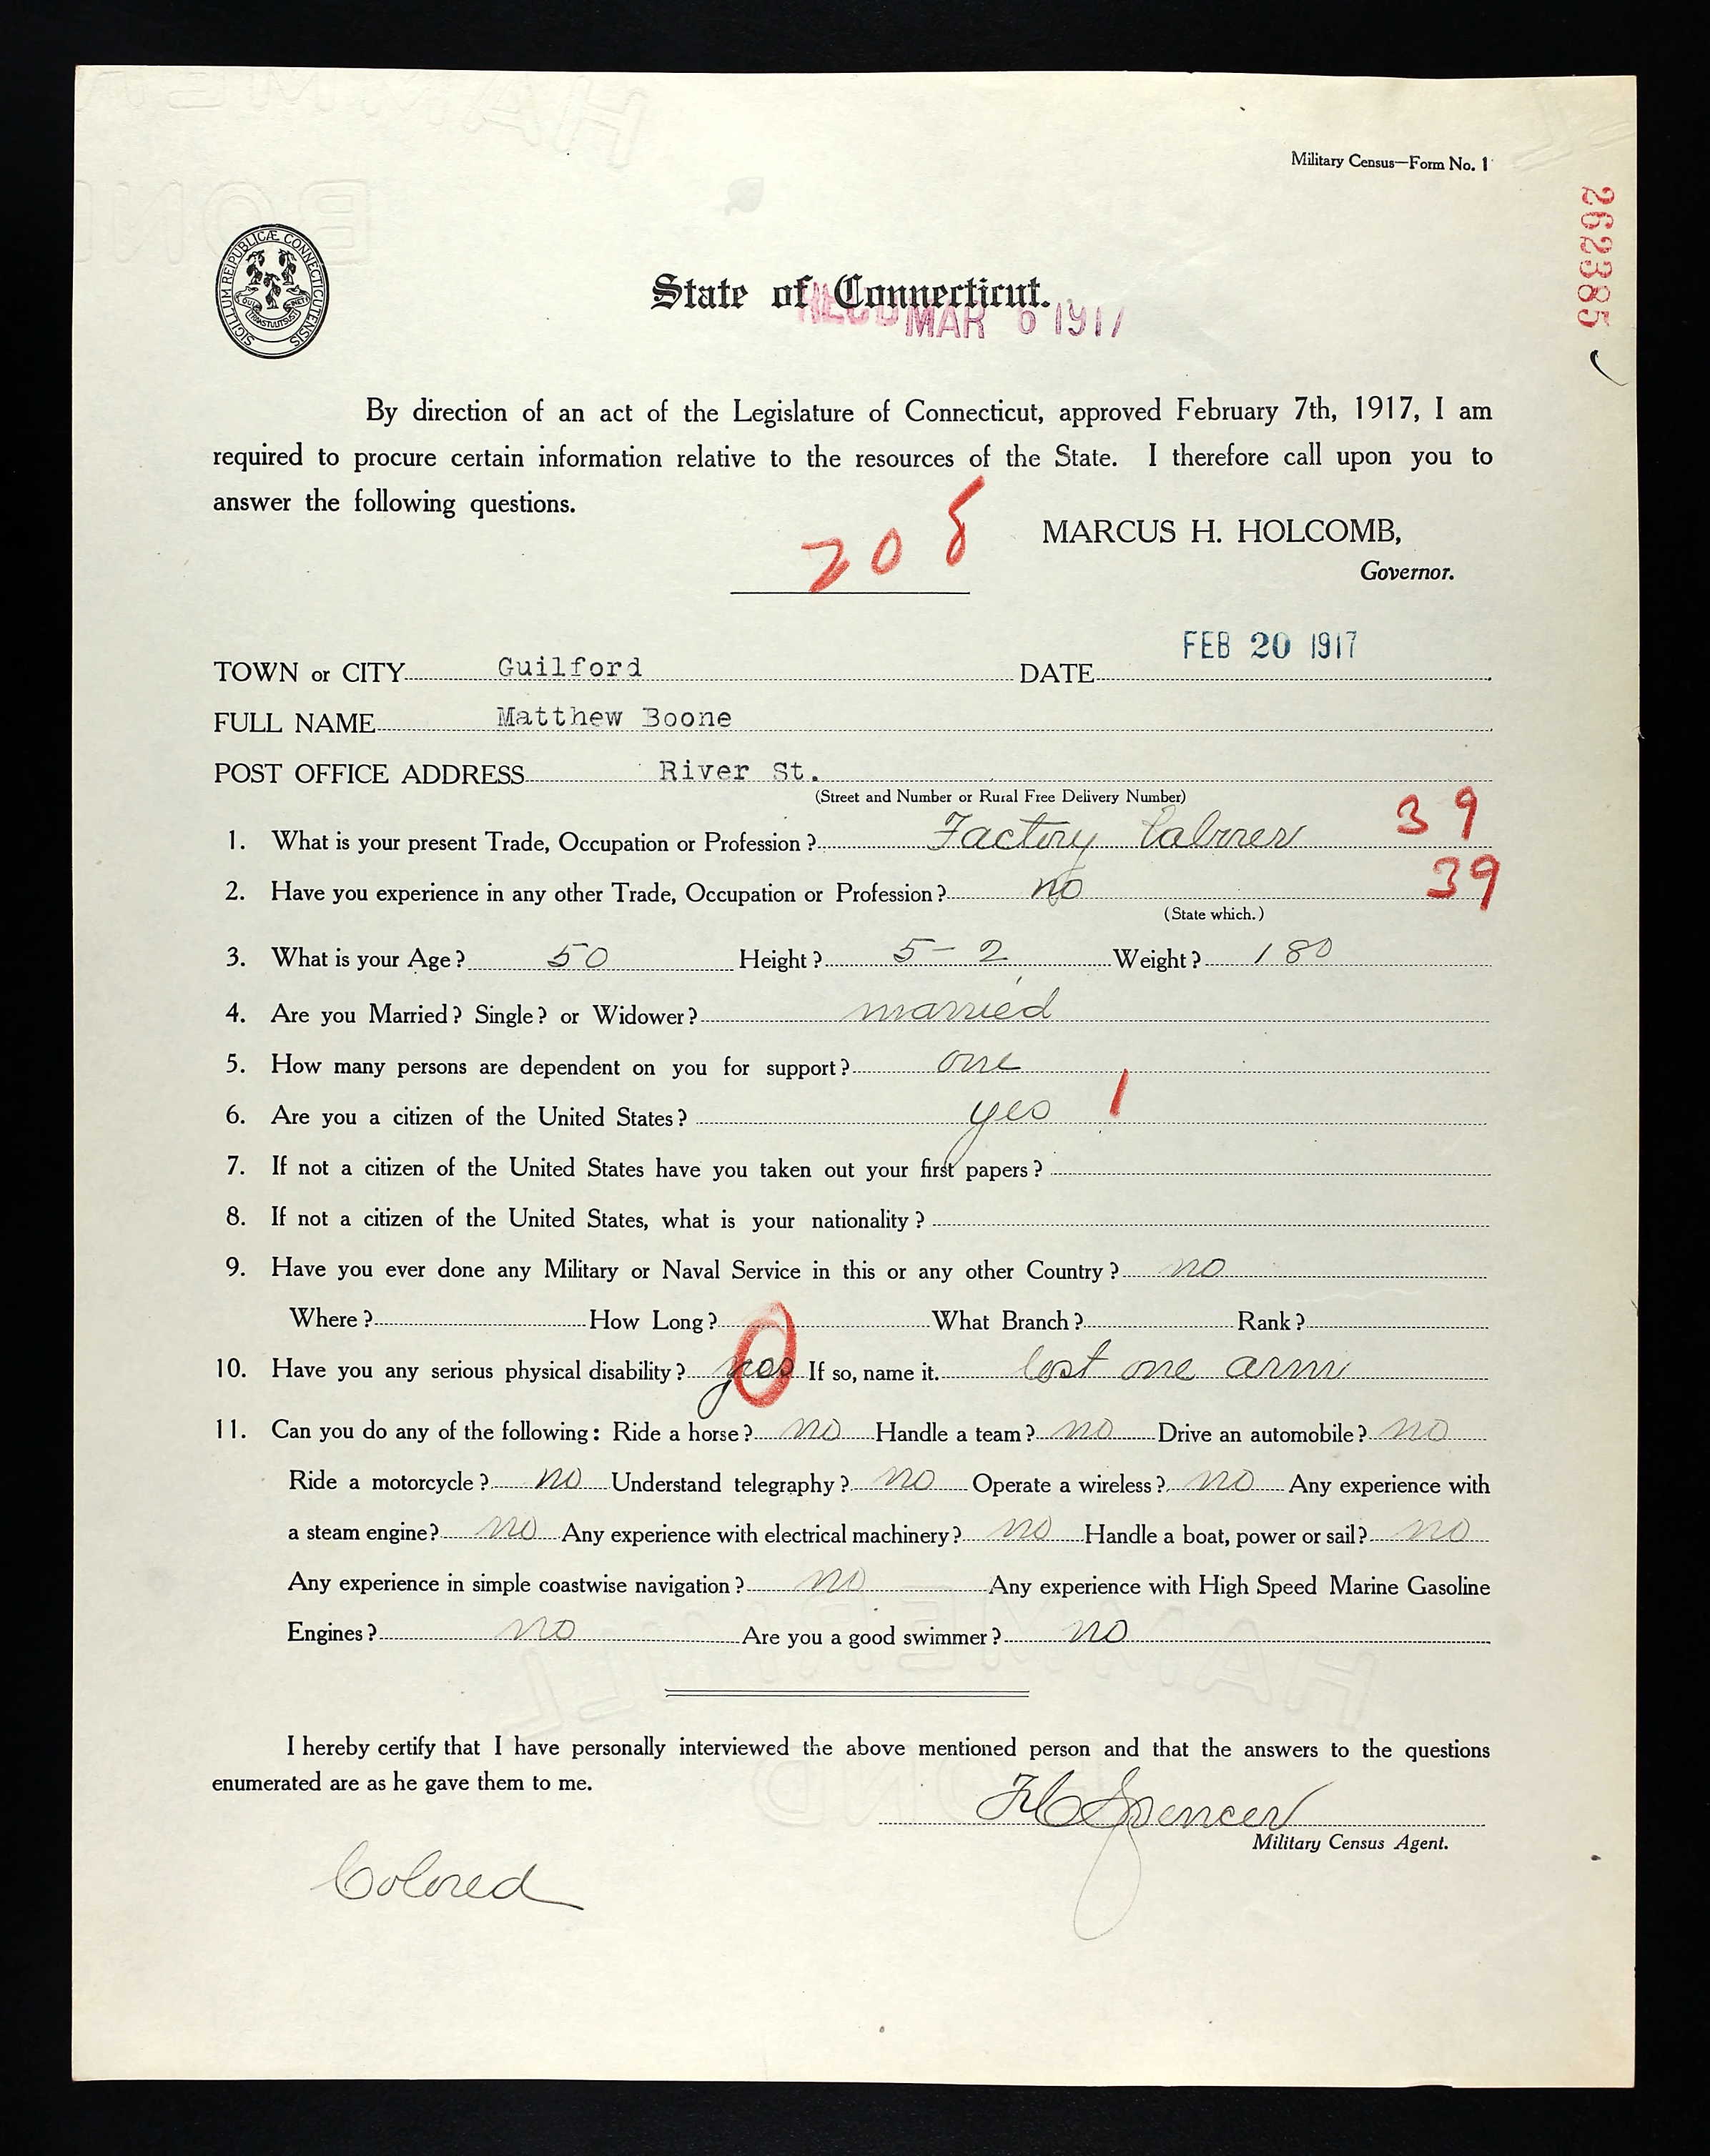 HAMMER
BOND
Military Census—Form No. 1
262385
SIGILLUM REIPUBLICÆ CONNECTICUTENSIS
State of Connecticut.
REC'D MAR 6 1917
By direction of an act of the Legislature of Connecticut, approved February 7th, 1917, I am
required to procure certain information relative to the resources of the State. I therefore call upon you to
answer the following questions.
208
MARCUS H. HOLCOMB,
Governor.
FEB 20 1917
TOWN or CITY Guilford DATE
FULL NAME Matthew Boone
POST OFFICE ADDRESS River St.
(Street and Number or Rural Free Delivery Number)
1. What is your present Trade, Occupation or Profession? Factory laborer 39
2. Have you experience in any other Trade, Occupation or Profession? no 39
(State which.)
3. What is your Age? 50 Height? 5-2 Weight? 180
4. Are you Married? Single? or Widower? married
5. How many persons are dependent on you for support? one
6. Are you a citizen of the United States? yes 1
7. If not a citizen of the United States have you taken out your first papers?
8. If not a citizen of the United States, what is your nationality?
9. Have you ever done any Military or Naval Service in this or any other Country? no
Where? How Long? What Branch? Rank?
10. Have you any serious physical disability? yes 0 If so, name it. lost one arm
11. Can you do any of the following: Ride a horse? no Handle a team? no Drive an automobile? no
Ride a motorcycle? no Understand telegraphy? no Operate a wireless? no Any experience with
a steam engine? no Any experience with electrical machinery? no Handle a boat, power or sail? no
Any experience in simple coastwise navigation? no Any experience with High Speed Marine Gasoline
Engines? no Are you a good swimmer? no
HAMMERMILL
BOND
I hereby certify that I have personally interviewed the above mentioned person and that the answers to the questions
enumerated are as he gave them to me.
Spencer
Military Census Agent.
Colored